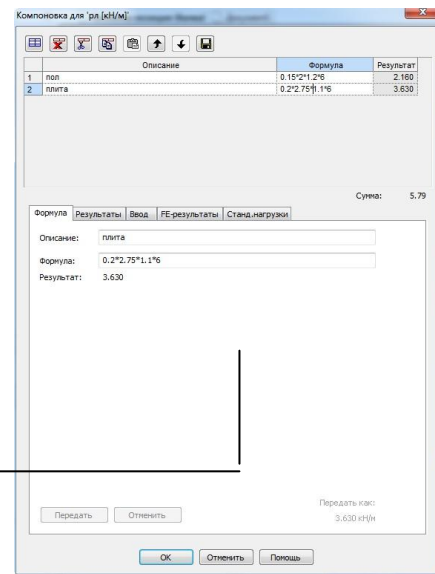 Компоновка для 'рл [кН/м]'
Описание Формула Результат
1 пол 0.15*2*1.2*6 2.160
2 плита 0.2*2.75*1.1*6 3.630
Сумма: 5.79
Формула Результаты Ввод FE-результаты Станд.нагрузки
Описание: плита
Формула: 0.2*2.75*1.1*6
Результат: 3.630
Передать как:
Передать Отменить 3.630 кН/м
OK Отменить Помощь